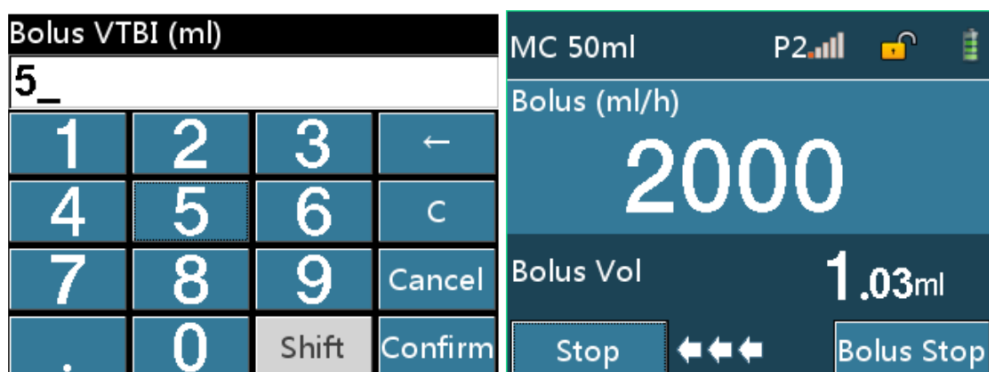 Bolus VTBI (ml)
5_
1 2 3 ←
4 5 6 C
7 8 9 Cancel
. 0 Shift Confirm
MC 50ml P2
Bolus (ml/h)
2000
Bolus Vol 1.03ml
Stop Bolus Stop